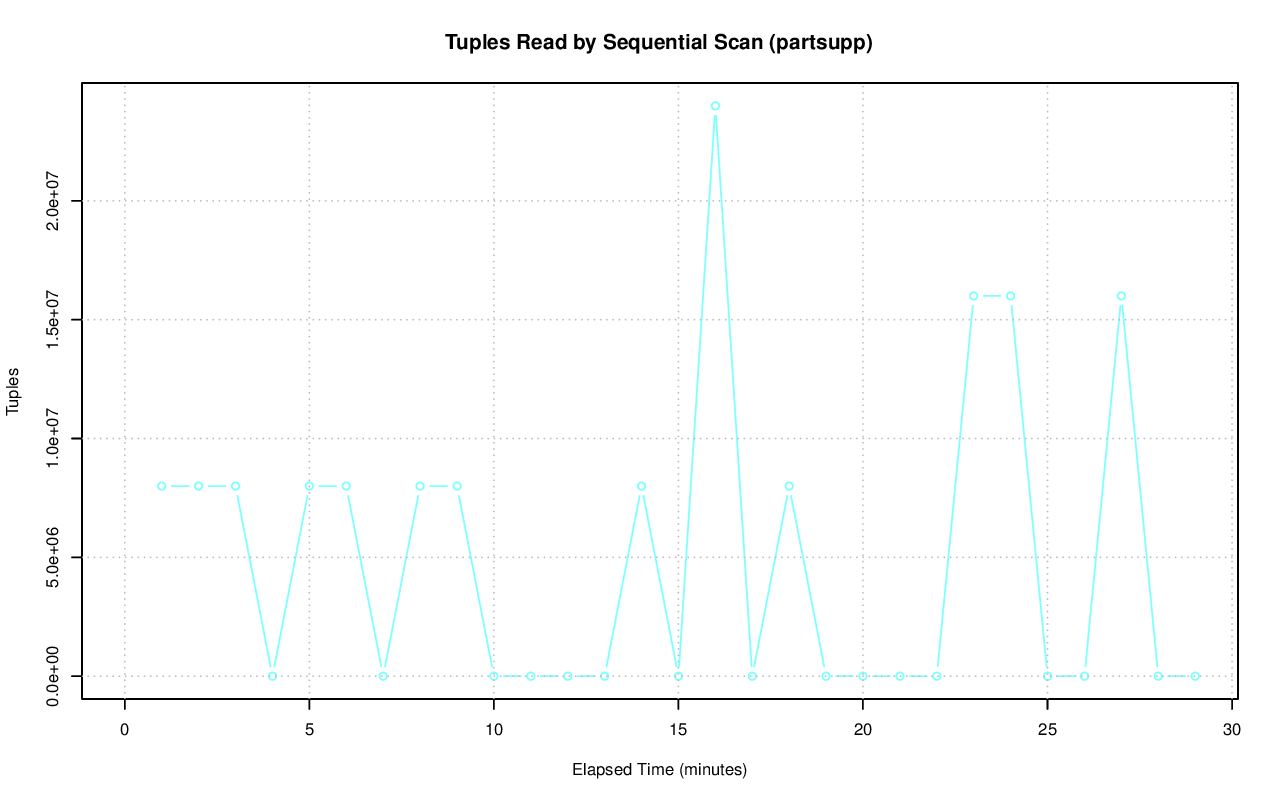 Tuples Read by Sequential Scan (partsupp)
Tuples
2.0e+07
1.5e+07
1.0e+07
5.0e+06
0.0e+00
0 5 10 15 20 25 30
Elapsed Time (minutes)